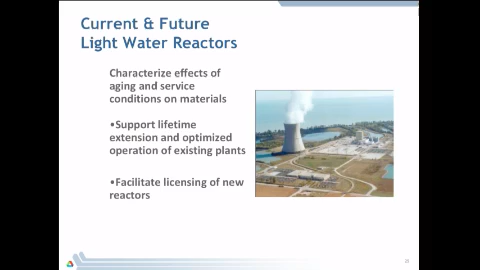 Current & Future
Light Water Reactors
Characterize effects of
aging and service
conditions on materials
•Support lifetime
extension and optimized
operation of existing plants
•Facilitate licensing of new
reactors